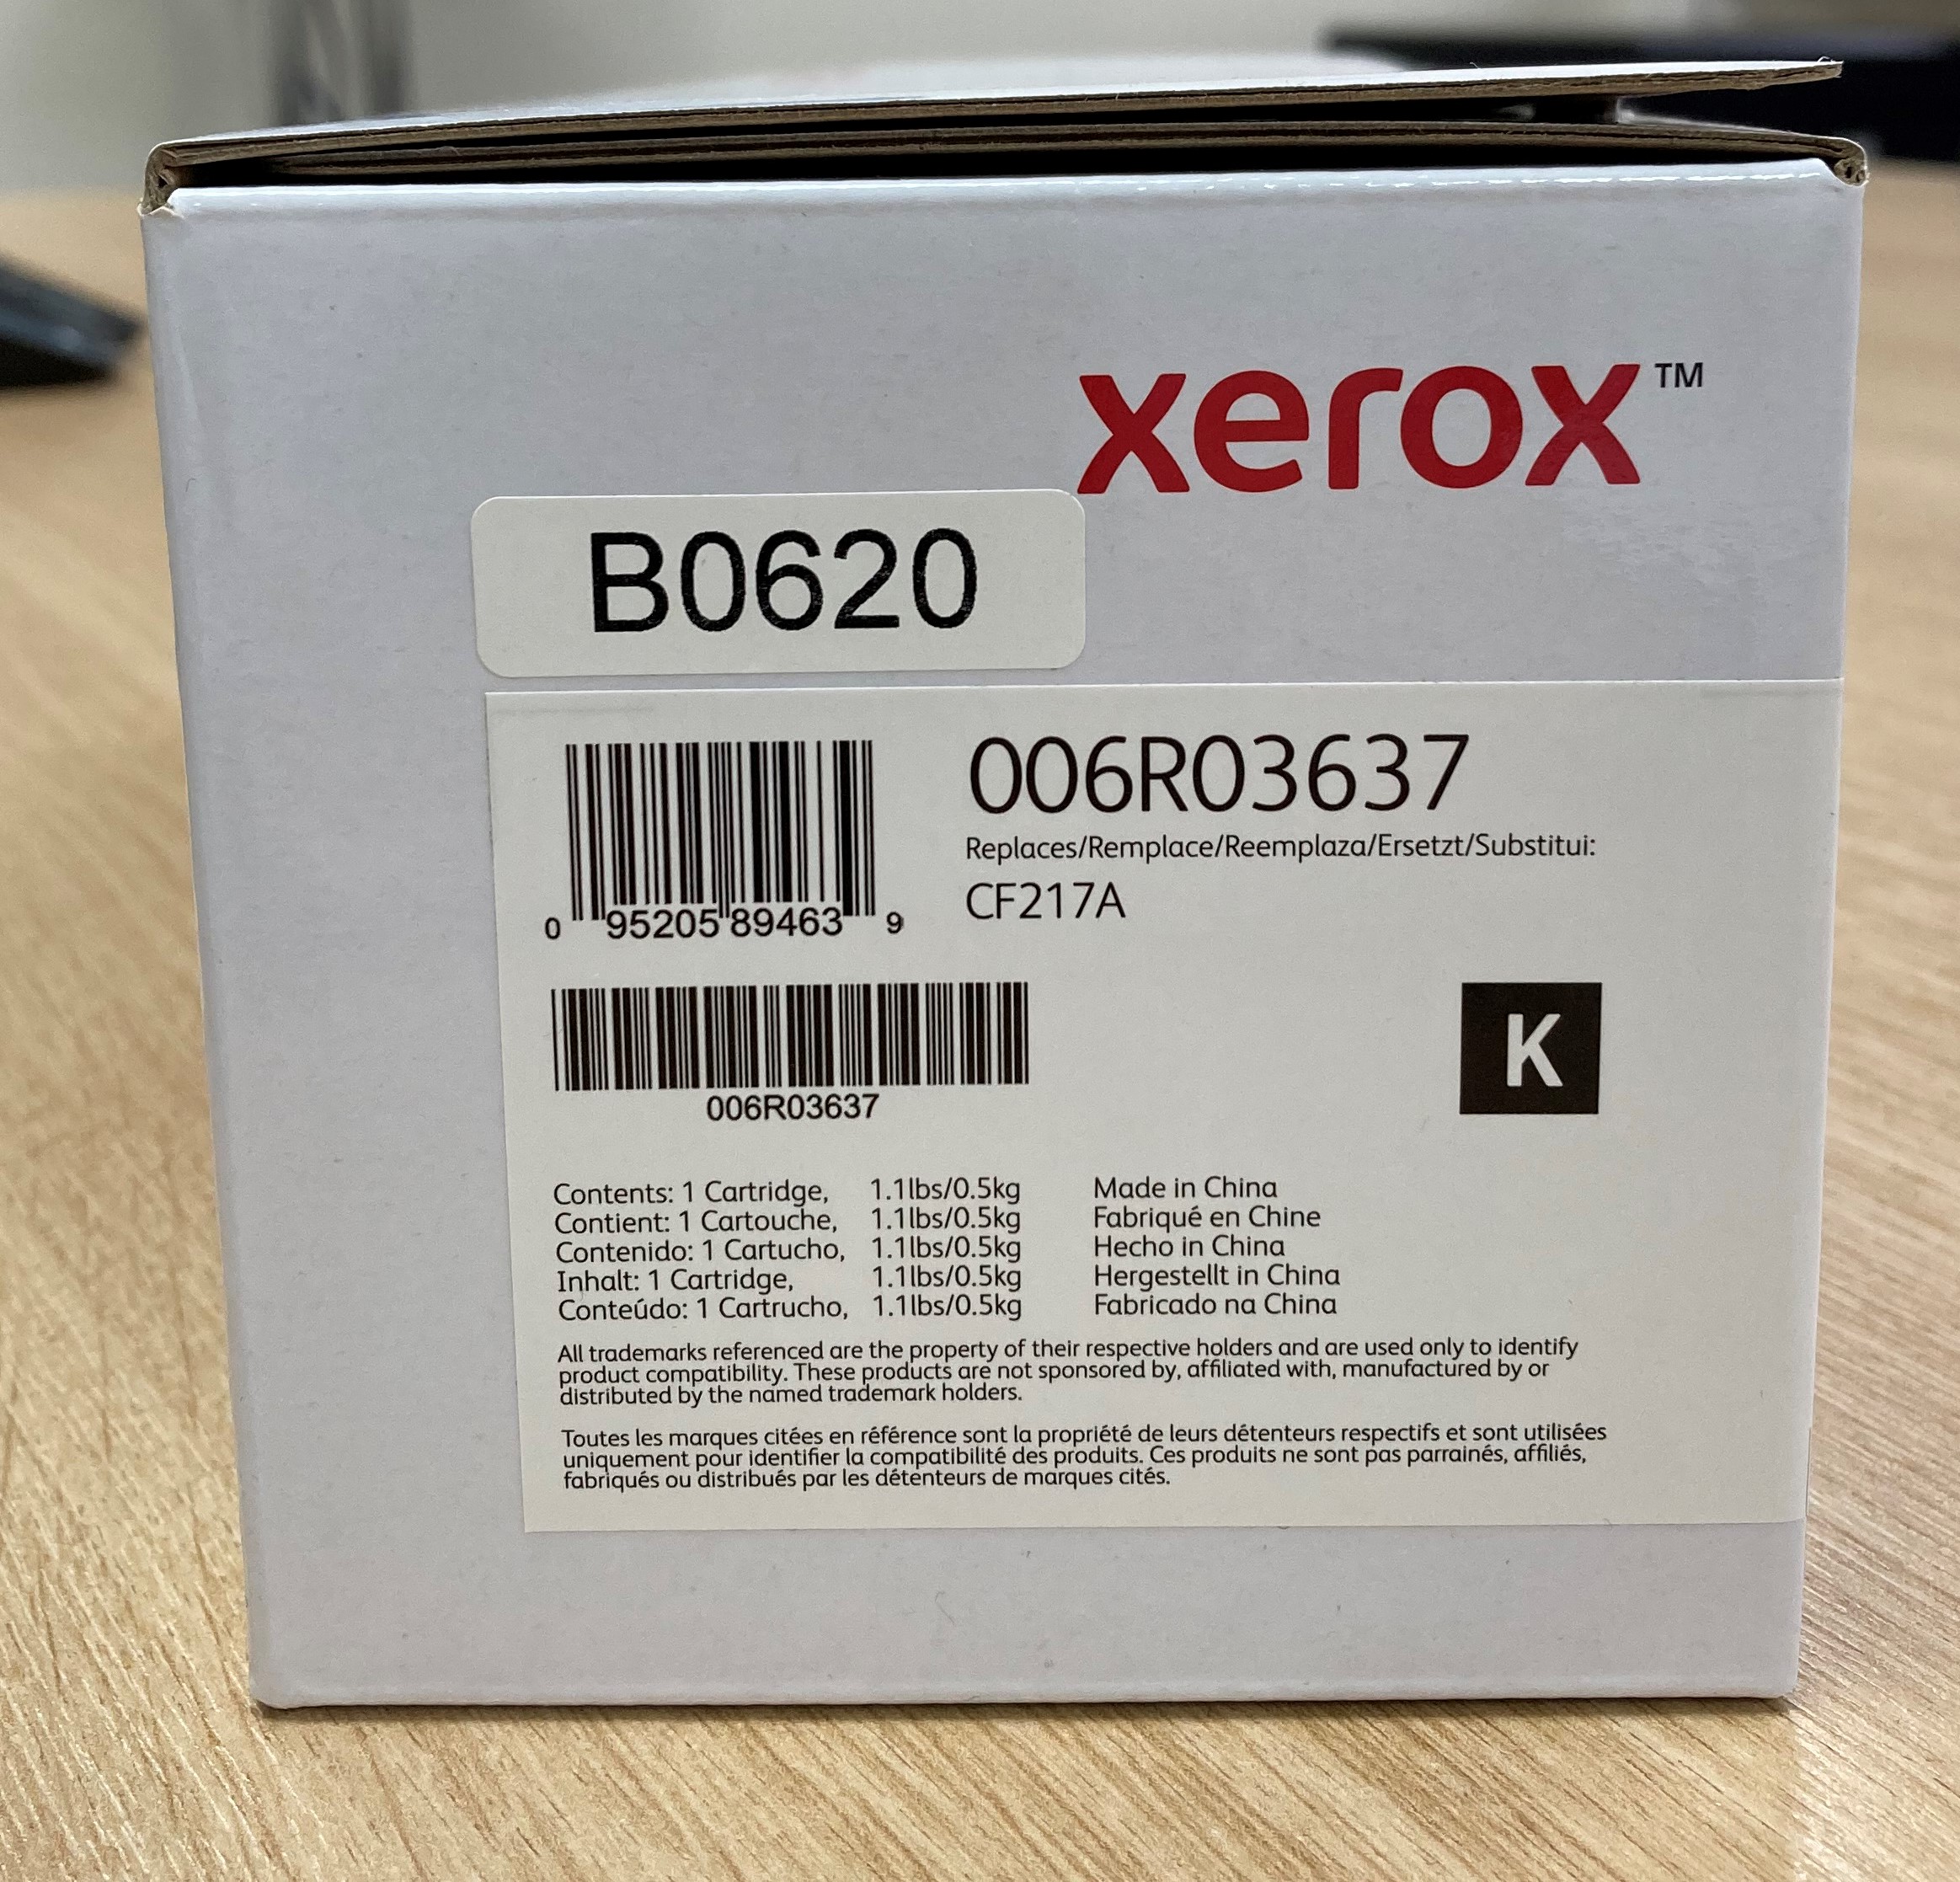 xerox™
B0620
006R03637
Replaces/Remplace/Reemplaza/Ersetzt/Substitui:
CF217A
0 95205 89463 9
K
006R03637
Contents: 1 Cartridge, 1.1lbs/0.5kg Made in China
Contient: 1 Cartouche, 1.1lbs/0.5kg Fabriqué en Chine
Contenido: 1 Cartucho, 1.1lbs/0.5kg Hecho in China
Inhalt: 1 Cartridge, 1.1lbs/0.5kg Hergestellt in China
Conteúdo: 1 Cartrucho, 1.1lbs/0.5kg Fabricado na China
All trademarks referenced are the property of their respective holders and are used only to identify
product compatibility. These products are not sponsored by, affiliated with, manufactured by or
distributed by the named trademark holders.
Toutes les marques citées en référence sont la propriété de leurs détenteurs respectifs et sont utilisées
uniquement pour identifier la compatibilité des produits. Ces produits ne sont pas parrainés, affiliés,
fabriqués ou distribués par les détenteurs de marques cités.